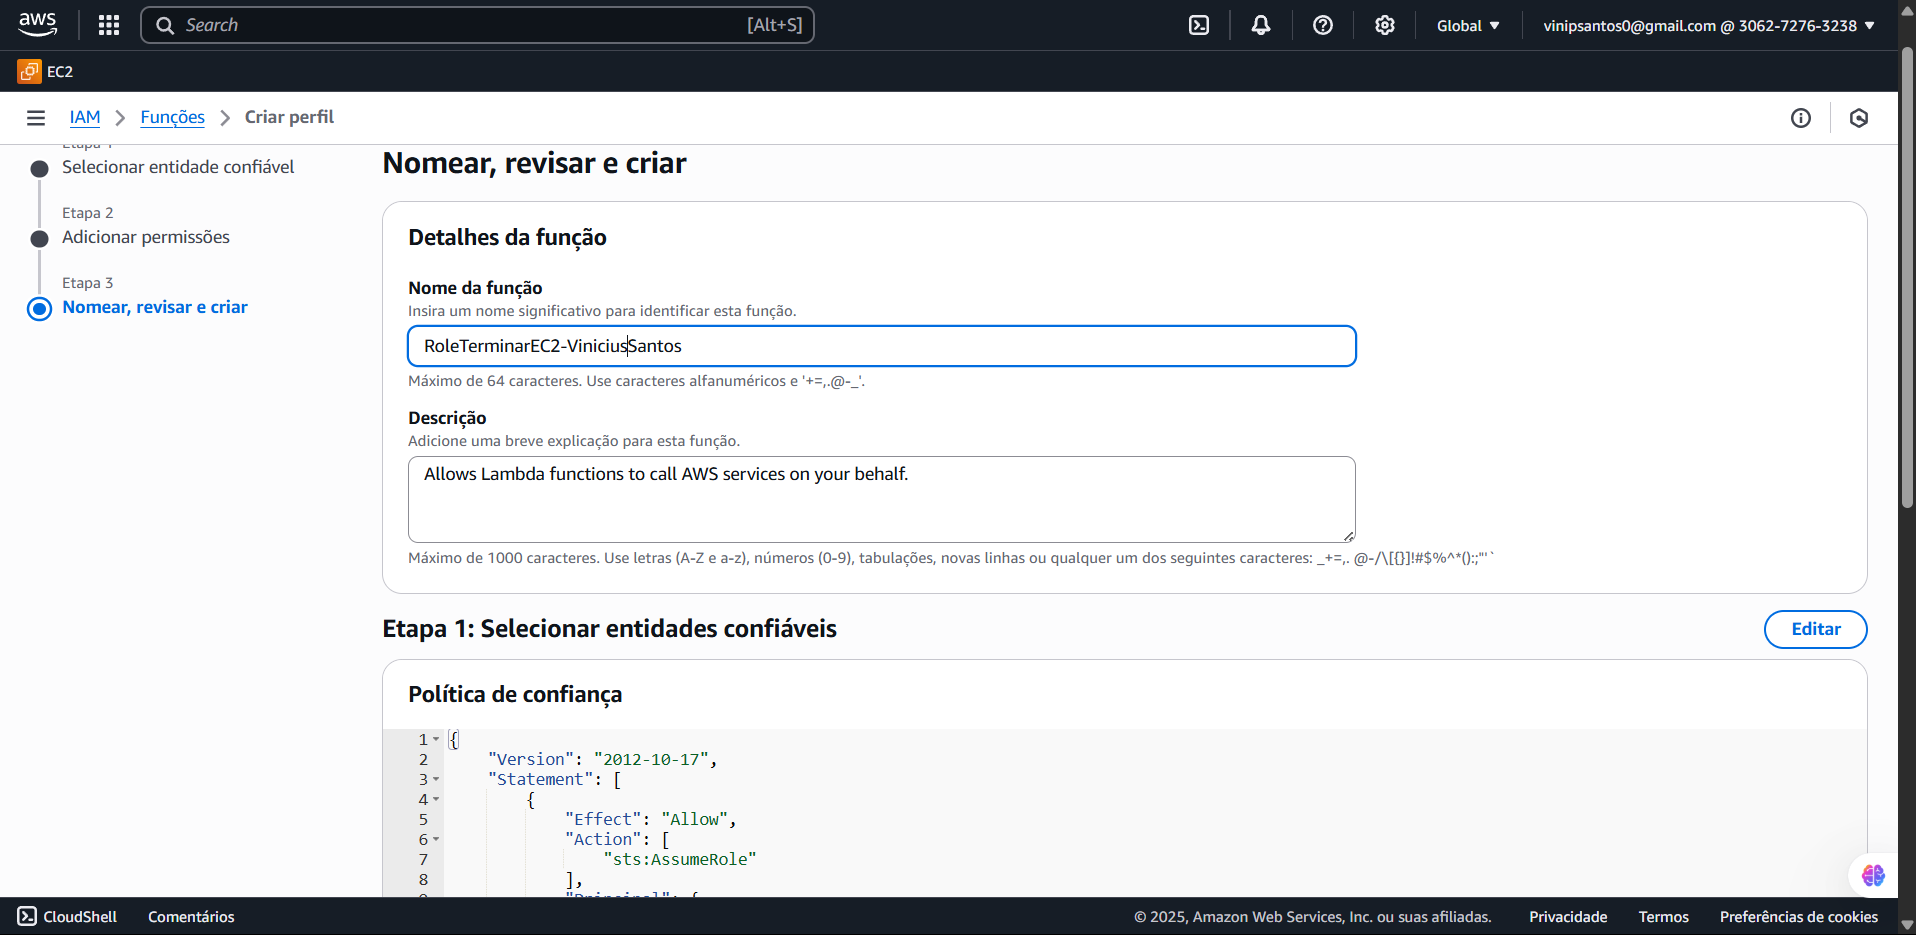 aws
Search
[Alt+S]
Global
vinipsantos0@gmail.com @ 3062-7276-3238
EC2
IAM
Funções
Criar perfil
Selecionar entidade confiável
Etapa 2
Adicionar permissões
Etapa 3
Nomear, revisar e criar
Nomear, revisar e criar
Detalhes da função
Nome da função
Insira um nome significativo para identificar esta função.
RoleTerminarEC2-ViniciusSantos
Máximo de 64 caracteres. Use caracteres alfanuméricos e '+=,.@-_'.
Descrição
Adicione uma breve explicação para esta função.
Allows Lambda functions to call AWS services on your behalf.
Máximo de 1000 caracteres. Use letras (A-Z e a-z), números (0-9), tabulações, novas linhas ou qualquer um dos seguintes caracteres: _+=,. @-/\[{}]!#$%^*();:;"'`
Etapa 1: Selecionar entidades confiáveis
Editar
Política de confiança
1 {
2 "Version": "2012-10-17",
3 "Statement": [
4 {
5 "Effect": "Allow",
6 "Action": [
7 "sts:AssumeRole"
8 ],
"Principal": {
CloudShell
Comentários
© 2025, Amazon Web Services, Inc. ou suas afiliadas.
Privacidade
Termos
Preferências de cookies